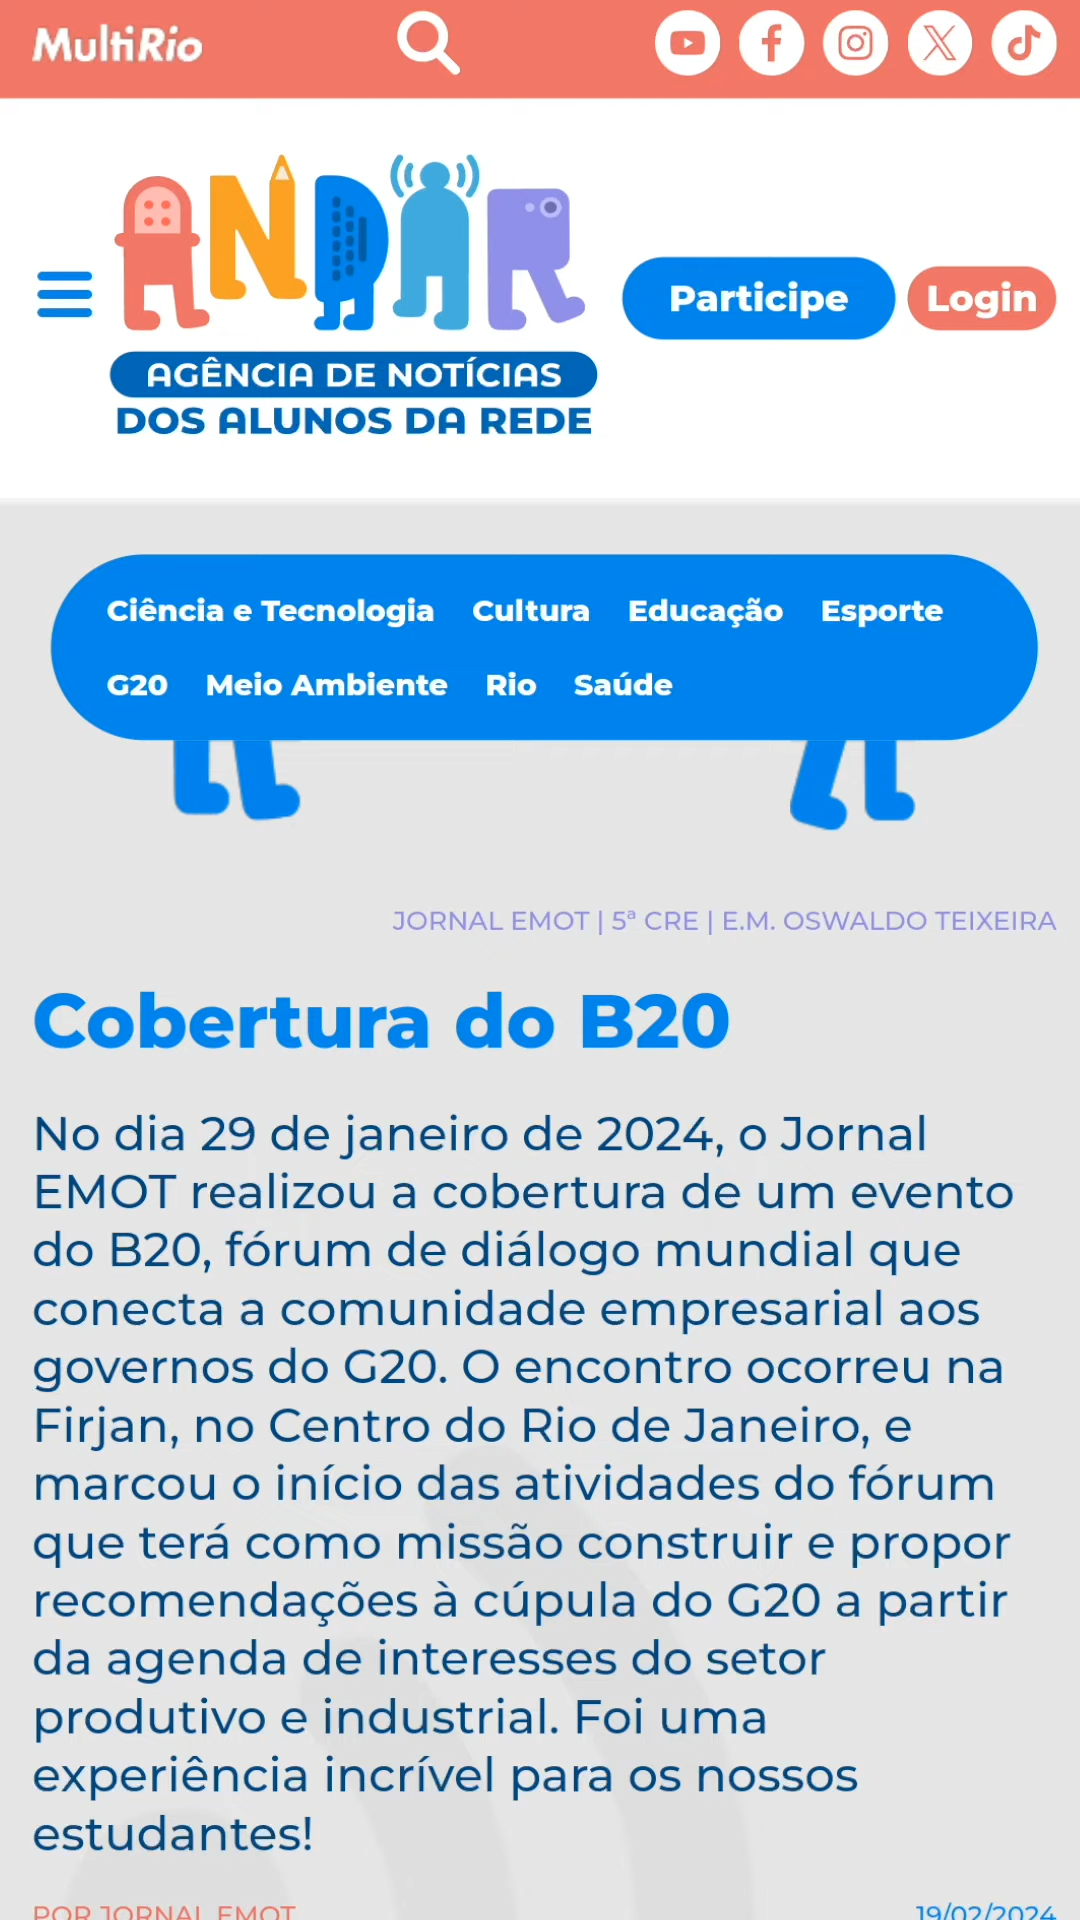 MultiRio
ANDAR
AGÊNCIA DE NOTÍCIAS
DOS ALUNOS DA REDE
Participe
Login
Ciência e Tecnologia Cultura Educação Esporte
G20 Meio Ambiente Rio Saúde
JORNAL EMOT | 5ª CRE | E.M. OSWALDO TEIXEIRA
Cobertura do B20
No dia 29 de janeiro de 2024, o Jornal
EMOT realizou a cobertura de um evento
do B20, fórum de diálogo mundial que
conecta a comunidade empresarial aos
governos do G20. O encontro ocorreu na
Firjan, no Centro do Rio de Janeiro, e
marcou o início das atividades do fórum
que terá como missão construir e propor
recomendações à cúpula do G20 a partir
da agenda de interesses do setor
produtivo e industrial. Foi uma
experiência incrível para os nossos
estudantes!
POR JORNAL EMOT
19/02/2024